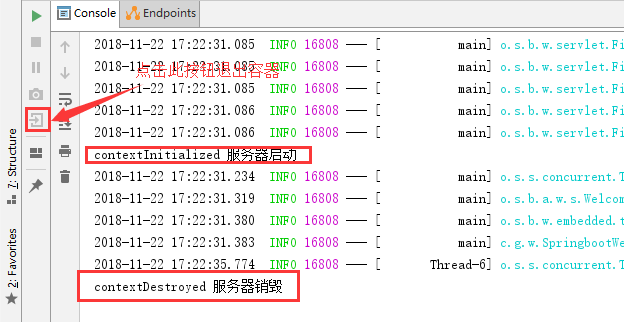 Console Endpoints
2018-11-22 17:22:31.085 INFO 16808 --- [ main] o.s.b.w.servlet.Fi
点击此按钮退出容器
2018-11-22 17:22:31.085 INFO 16808 --- [ main] o.s.b.w.servlet.Fi
2018-11-22 17:22:31.085 INFO 16808 --- [ main] o.s.b.w.servlet.Fi
2018-11-22 17:22:31.086 INFO 16808 --- [ main] o.s.b.w.servlet.Fi
2018-11-22 17:22:31.086 INFO 16808 --- [ main] o.s.b.w.servlet.Fi
contextInitialized 服务器启动
2018-11-22 17:22:31.234 INFO 16808 --- [ main] o.s.s.concurrent.T
2018-11-22 17:22:31.319 INFO 16808 --- [ main] o.s.b.a.w.s.Welcom
2018-11-22 17:22:31.380 INFO 16808 --- [ main] o.s.b.w.embedded.t
2018-11-22 17:22:31.383 INFO 16808 --- [ main] c.g.w.SpringbootWe
2018-11-22 17:22:35.774 INFO 16808 --- [ Thread-6] o.s.s.concurrent.T
contextDestroyed 服务器销毁
7: Structure
2: Favorites